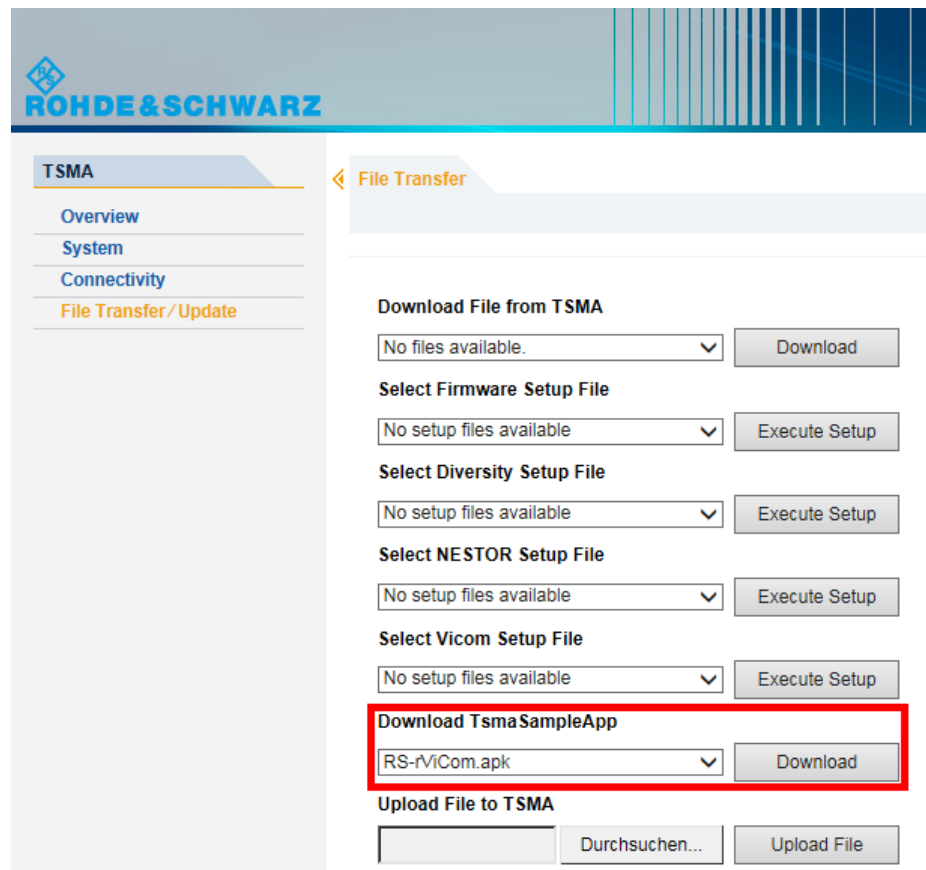 RS
ROHDE&SCHWARZ
TSMA
Overview
System
Connectivity
File Transfer/Update
File Transfer
Download File from TSMA
No files available.
Download
Select Firmware Setup File
No setup files available
Execute Setup
Select Diversity Setup File
No setup files available
Execute Setup
Select NESTOR Setup File
No setup files available
Execute Setup
Select Vicom Setup File
No setup files available
Execute Setup
Download TsmaSampleApp
RS-rViCom.apk
Download
Upload File to TSMA
Durchsuchen...
Upload File